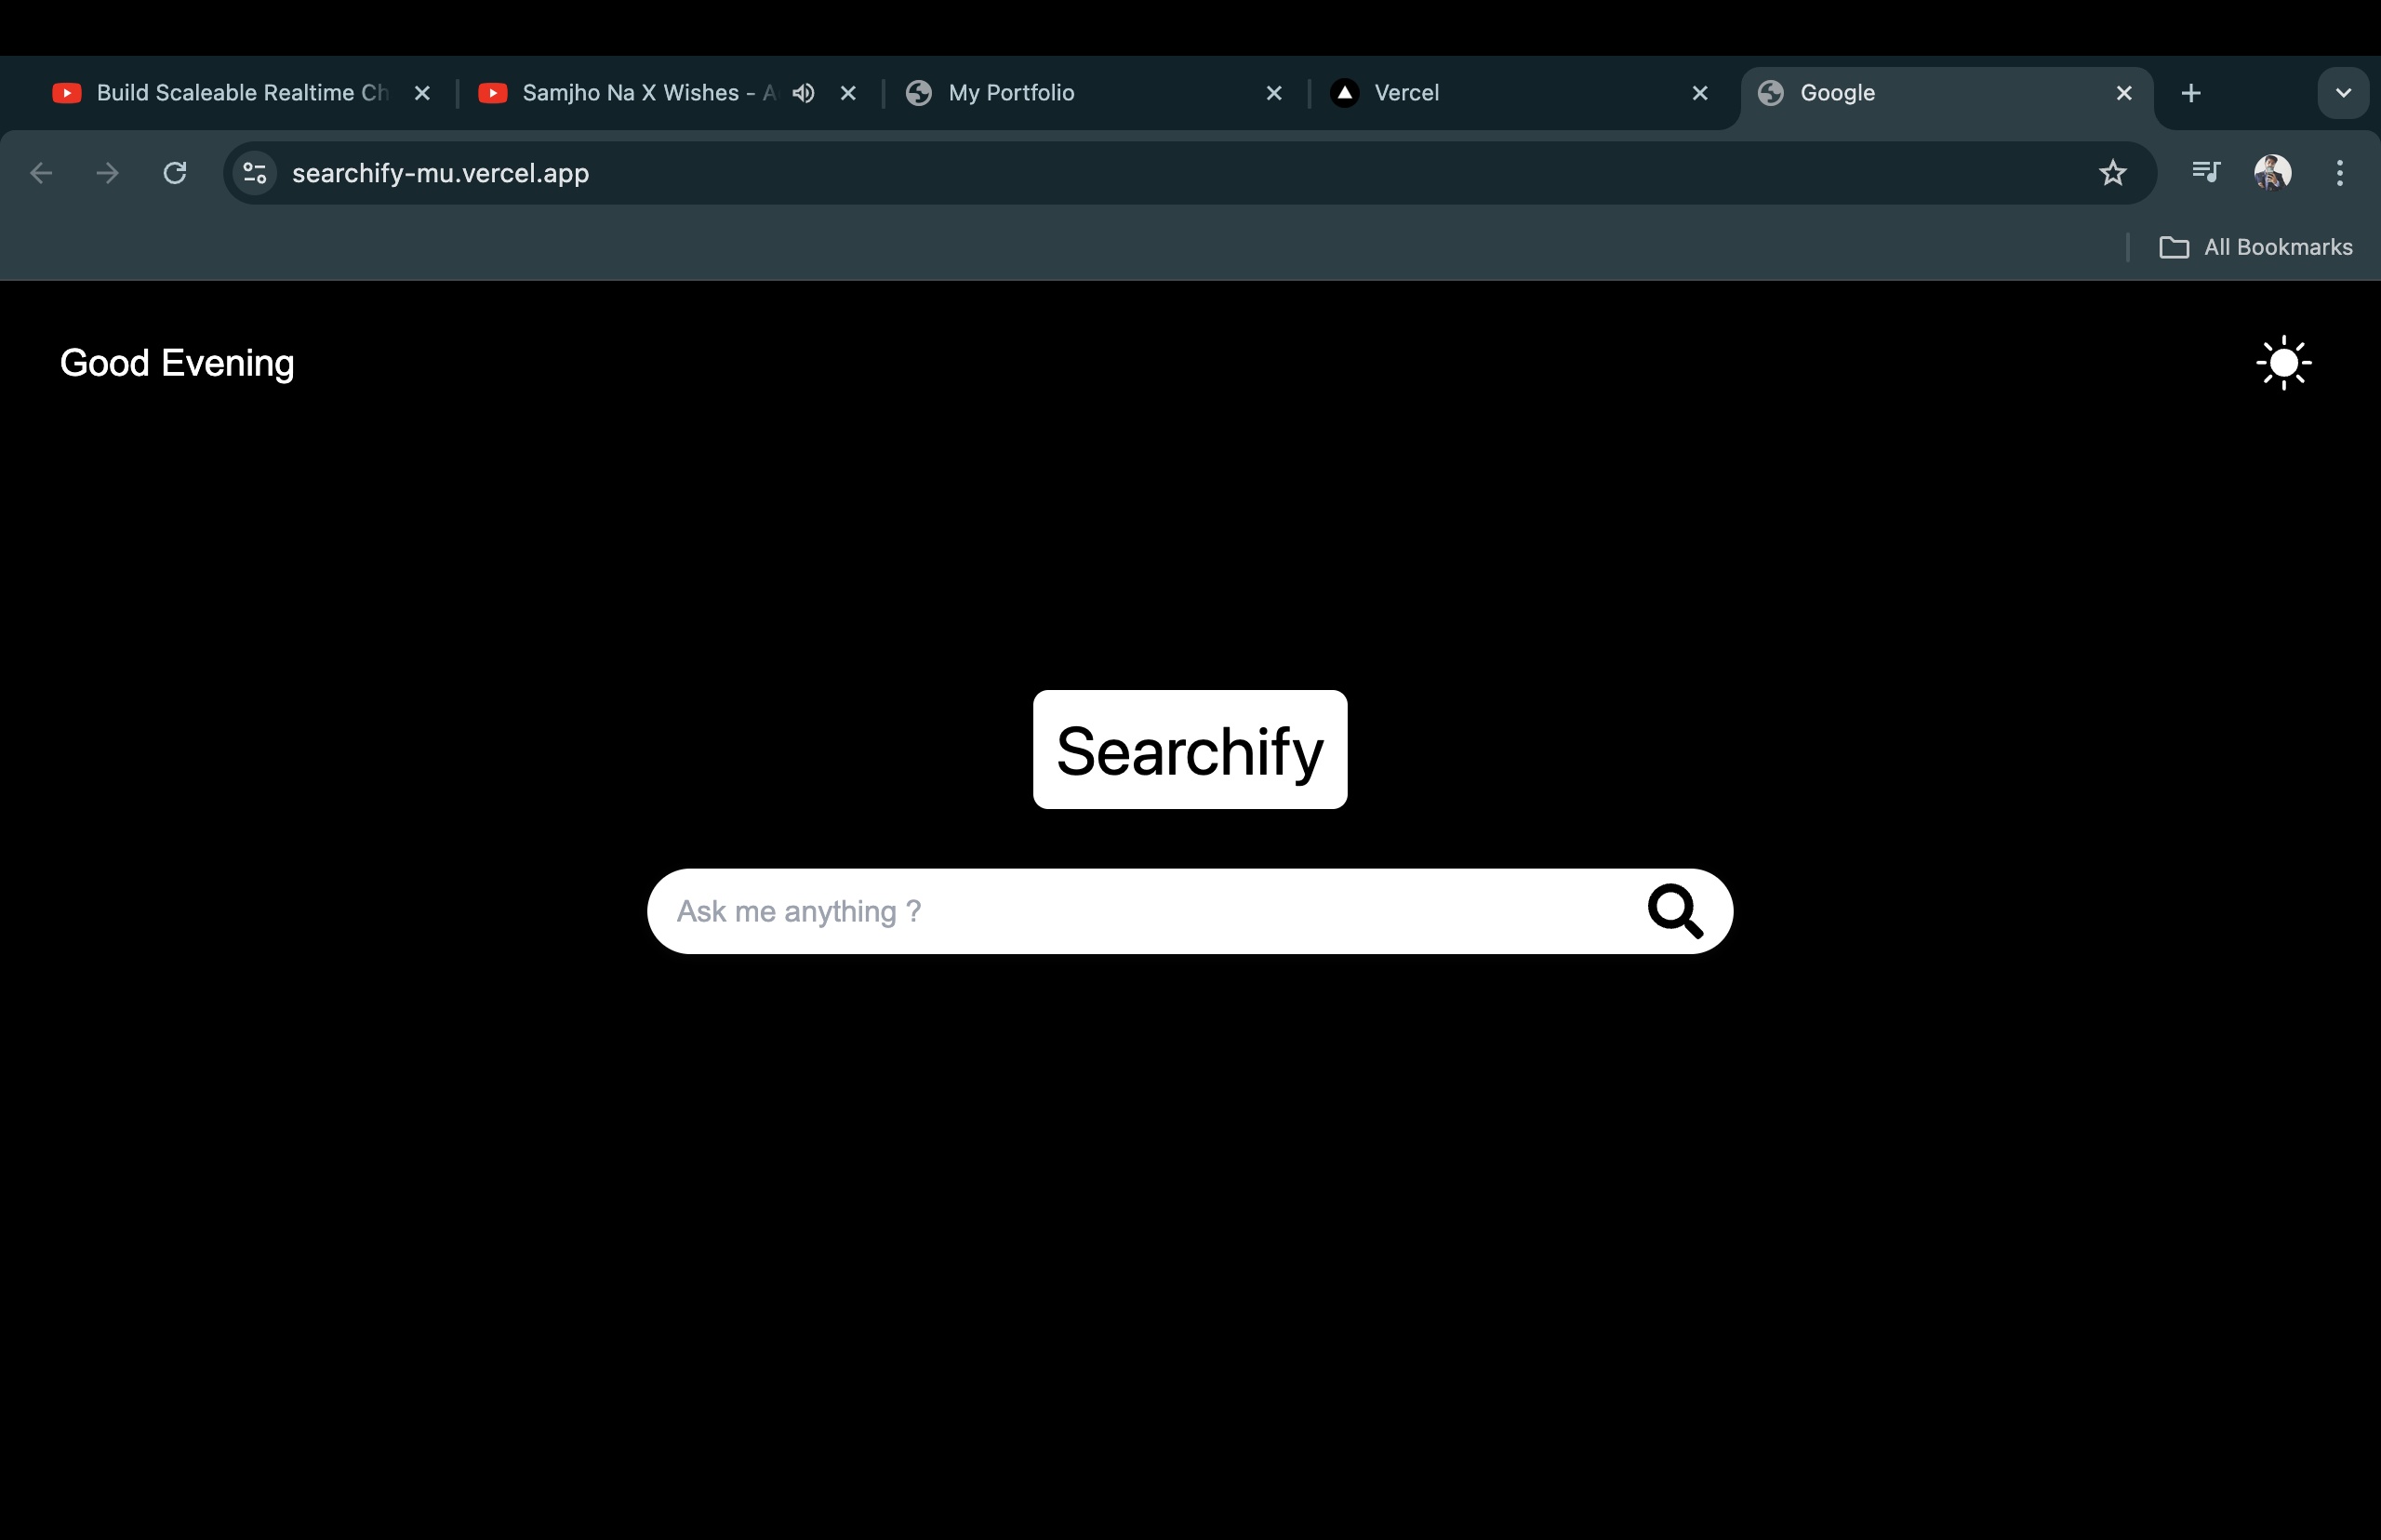 Build Scaleable Realtime Ch
Samjho Na X Wishes - A
My Portfolio
Vercel
Google
searchify-mu.vercel.app
All Bookmarks
Good Evening
Searchify
Ask me anything ?